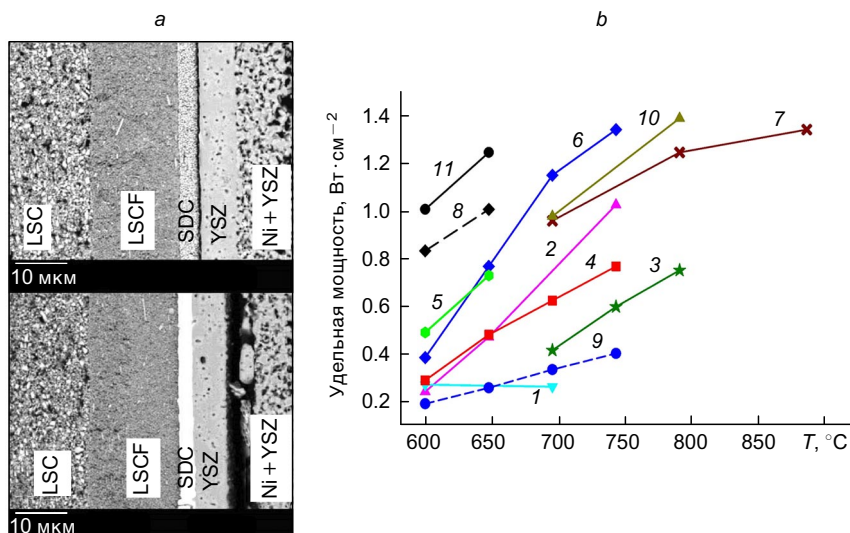 a
b
LSC
LSCF
SDC
YSZ
Ni + YSZ
10 мкм
LSC
LSCF
SDC
YSZ
Ni + YSZ
10 мкм
Удельная мощность, Вт · см − 2
1.4
1.2
1.0
0.8
0.6
0.4
0.2
11
8
5
6
10
7
2
4
3
9
1
600 650 700 750 800 850 T, °C